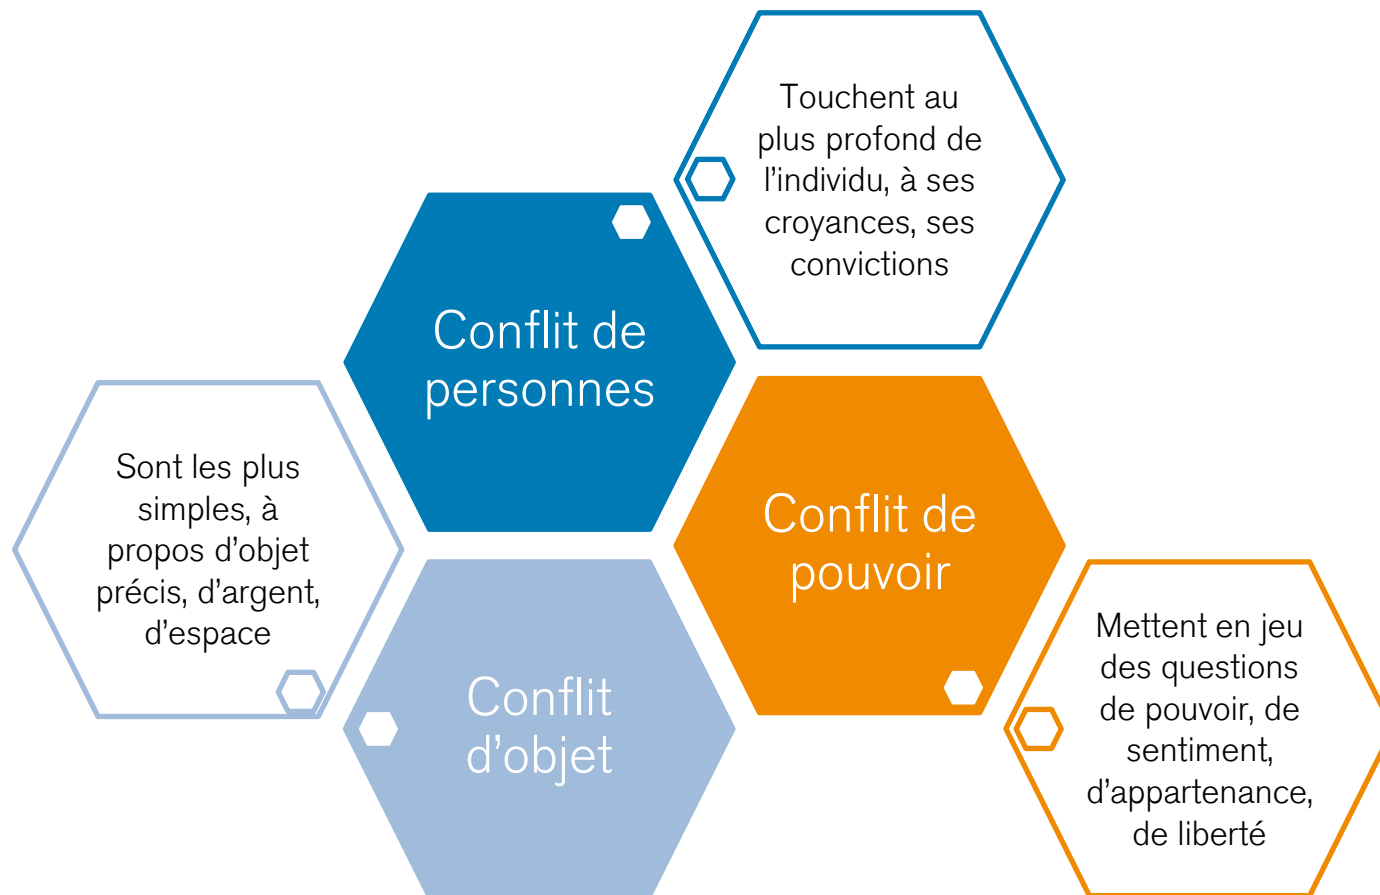 Touchent au
plus profond de
l'individu, à ses
croyances, ses
convictions
Conflit de
personnes
Sont les plus
simples, à
propos d'objet
précis, d'argent,
d'espace
Conflit de
pouvoir
Mettent en jeu
des questions
de pouvoir, de
sentiment,
d'appartenance,
de liberté
Conflit
d'objet